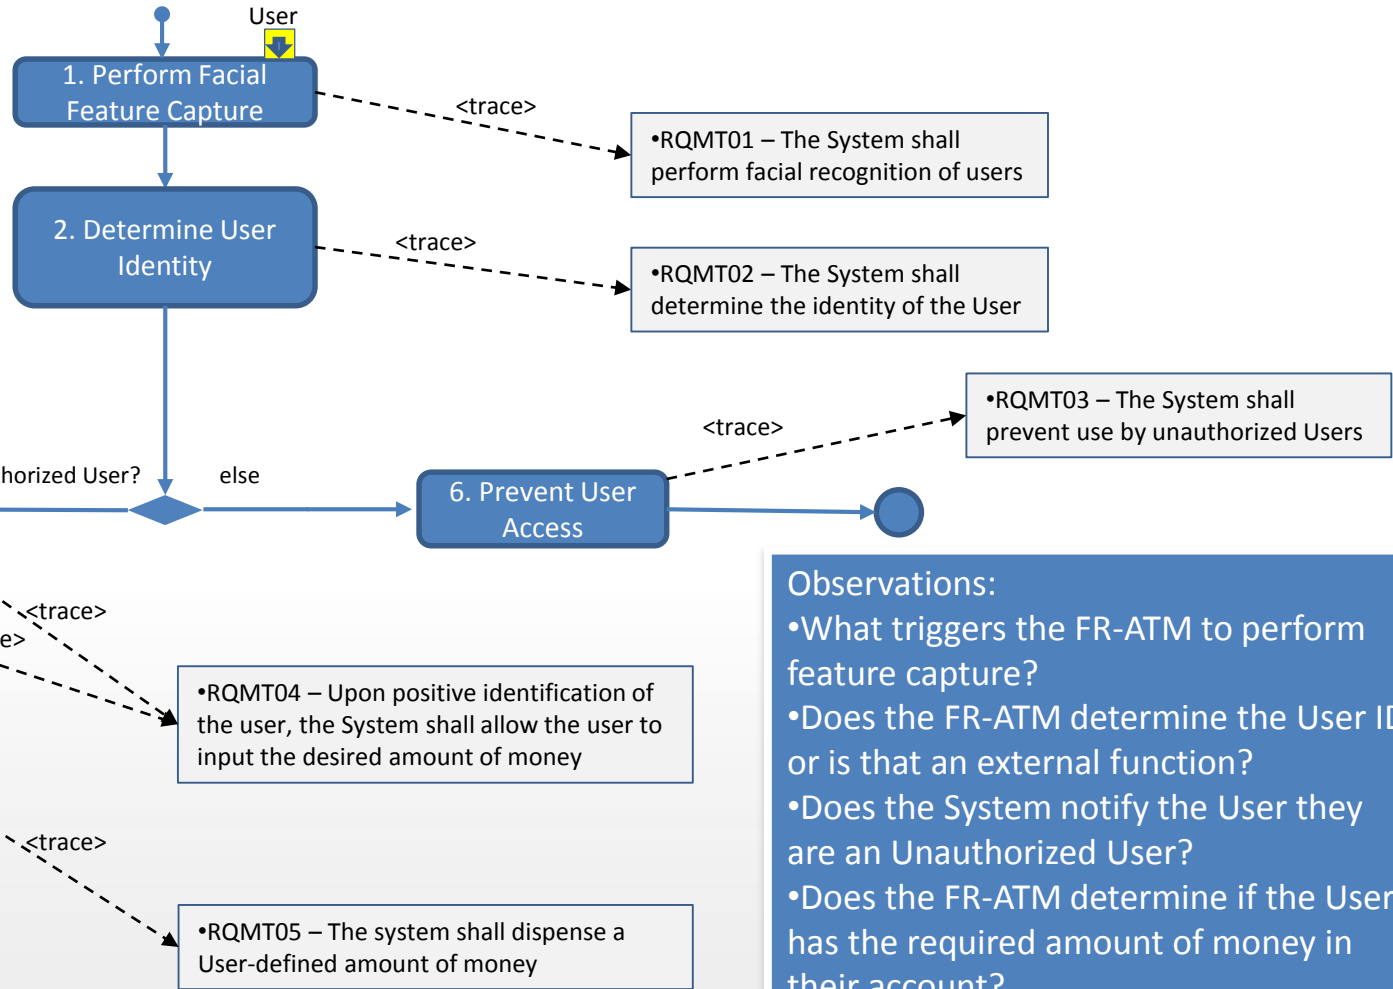 User
1. Perform Facial
Feature Capture
<trace>
•RQMT01 – The System shall
perform facial recognition of users
2. Determine User
Identity
<trace>
•RQMT02 – The System shall
determine the identity of the User
<trace>
•RQMT03 – The System shall
prevent use by unauthorized Users
horized User?
else
6. Prevent User
Access
<trace>
e>
•RQMT04 – Upon positive identification of
the user, the System shall allow the user to
input the desired amount of money
<trace>
•RQMT05 – The system shall dispense a
User-defined amount of money
Observations:
•What triggers the FR-ATM to perform
feature capture?
•Does the FR-ATM determine the User ID
or is that an external function?
•Does the System notify the User they
are an Unauthorized User?
•Does the FR-ATM determine if the User
has the required amount of money in
their account?